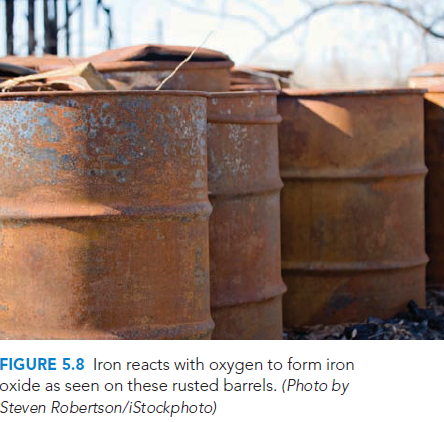 FIGURE 5.8 Iron reacts with oxygen to form iron
oxide as seen on these rusted barrels. (Photo by
Steven Robertson/iStockphoto)